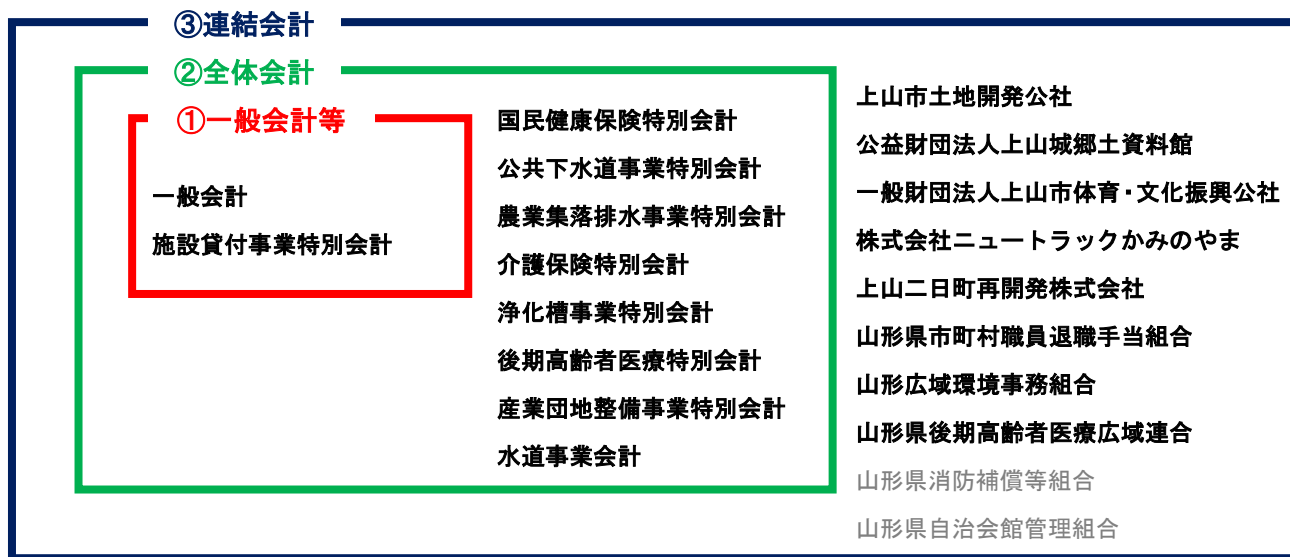 ③連結会計
②全体会計
①一般会計等
一般会計
施設貸付事業特別会計
国民健康保険特別会計
公共下水道事業特別会計
農業集落排水事業特別会計
介護保険特別会計
浄化槽事業特別会計
後期高齢者医療特別会計
産業団地整備事業特別会計
水道事業会計
上山市土地開発公社
公益財団法人上山城郷土資料館
一般財団法人上山市体育・文化振興公社
株式会社ニュートラックかみのやま
上山二日町再開発株式会社
山形県市町村職員退職手当組合
山形広域環境事務組合
山形県後期高齢者医療広域連合
山形県消防補償等組合
山形県自治会館管理組合